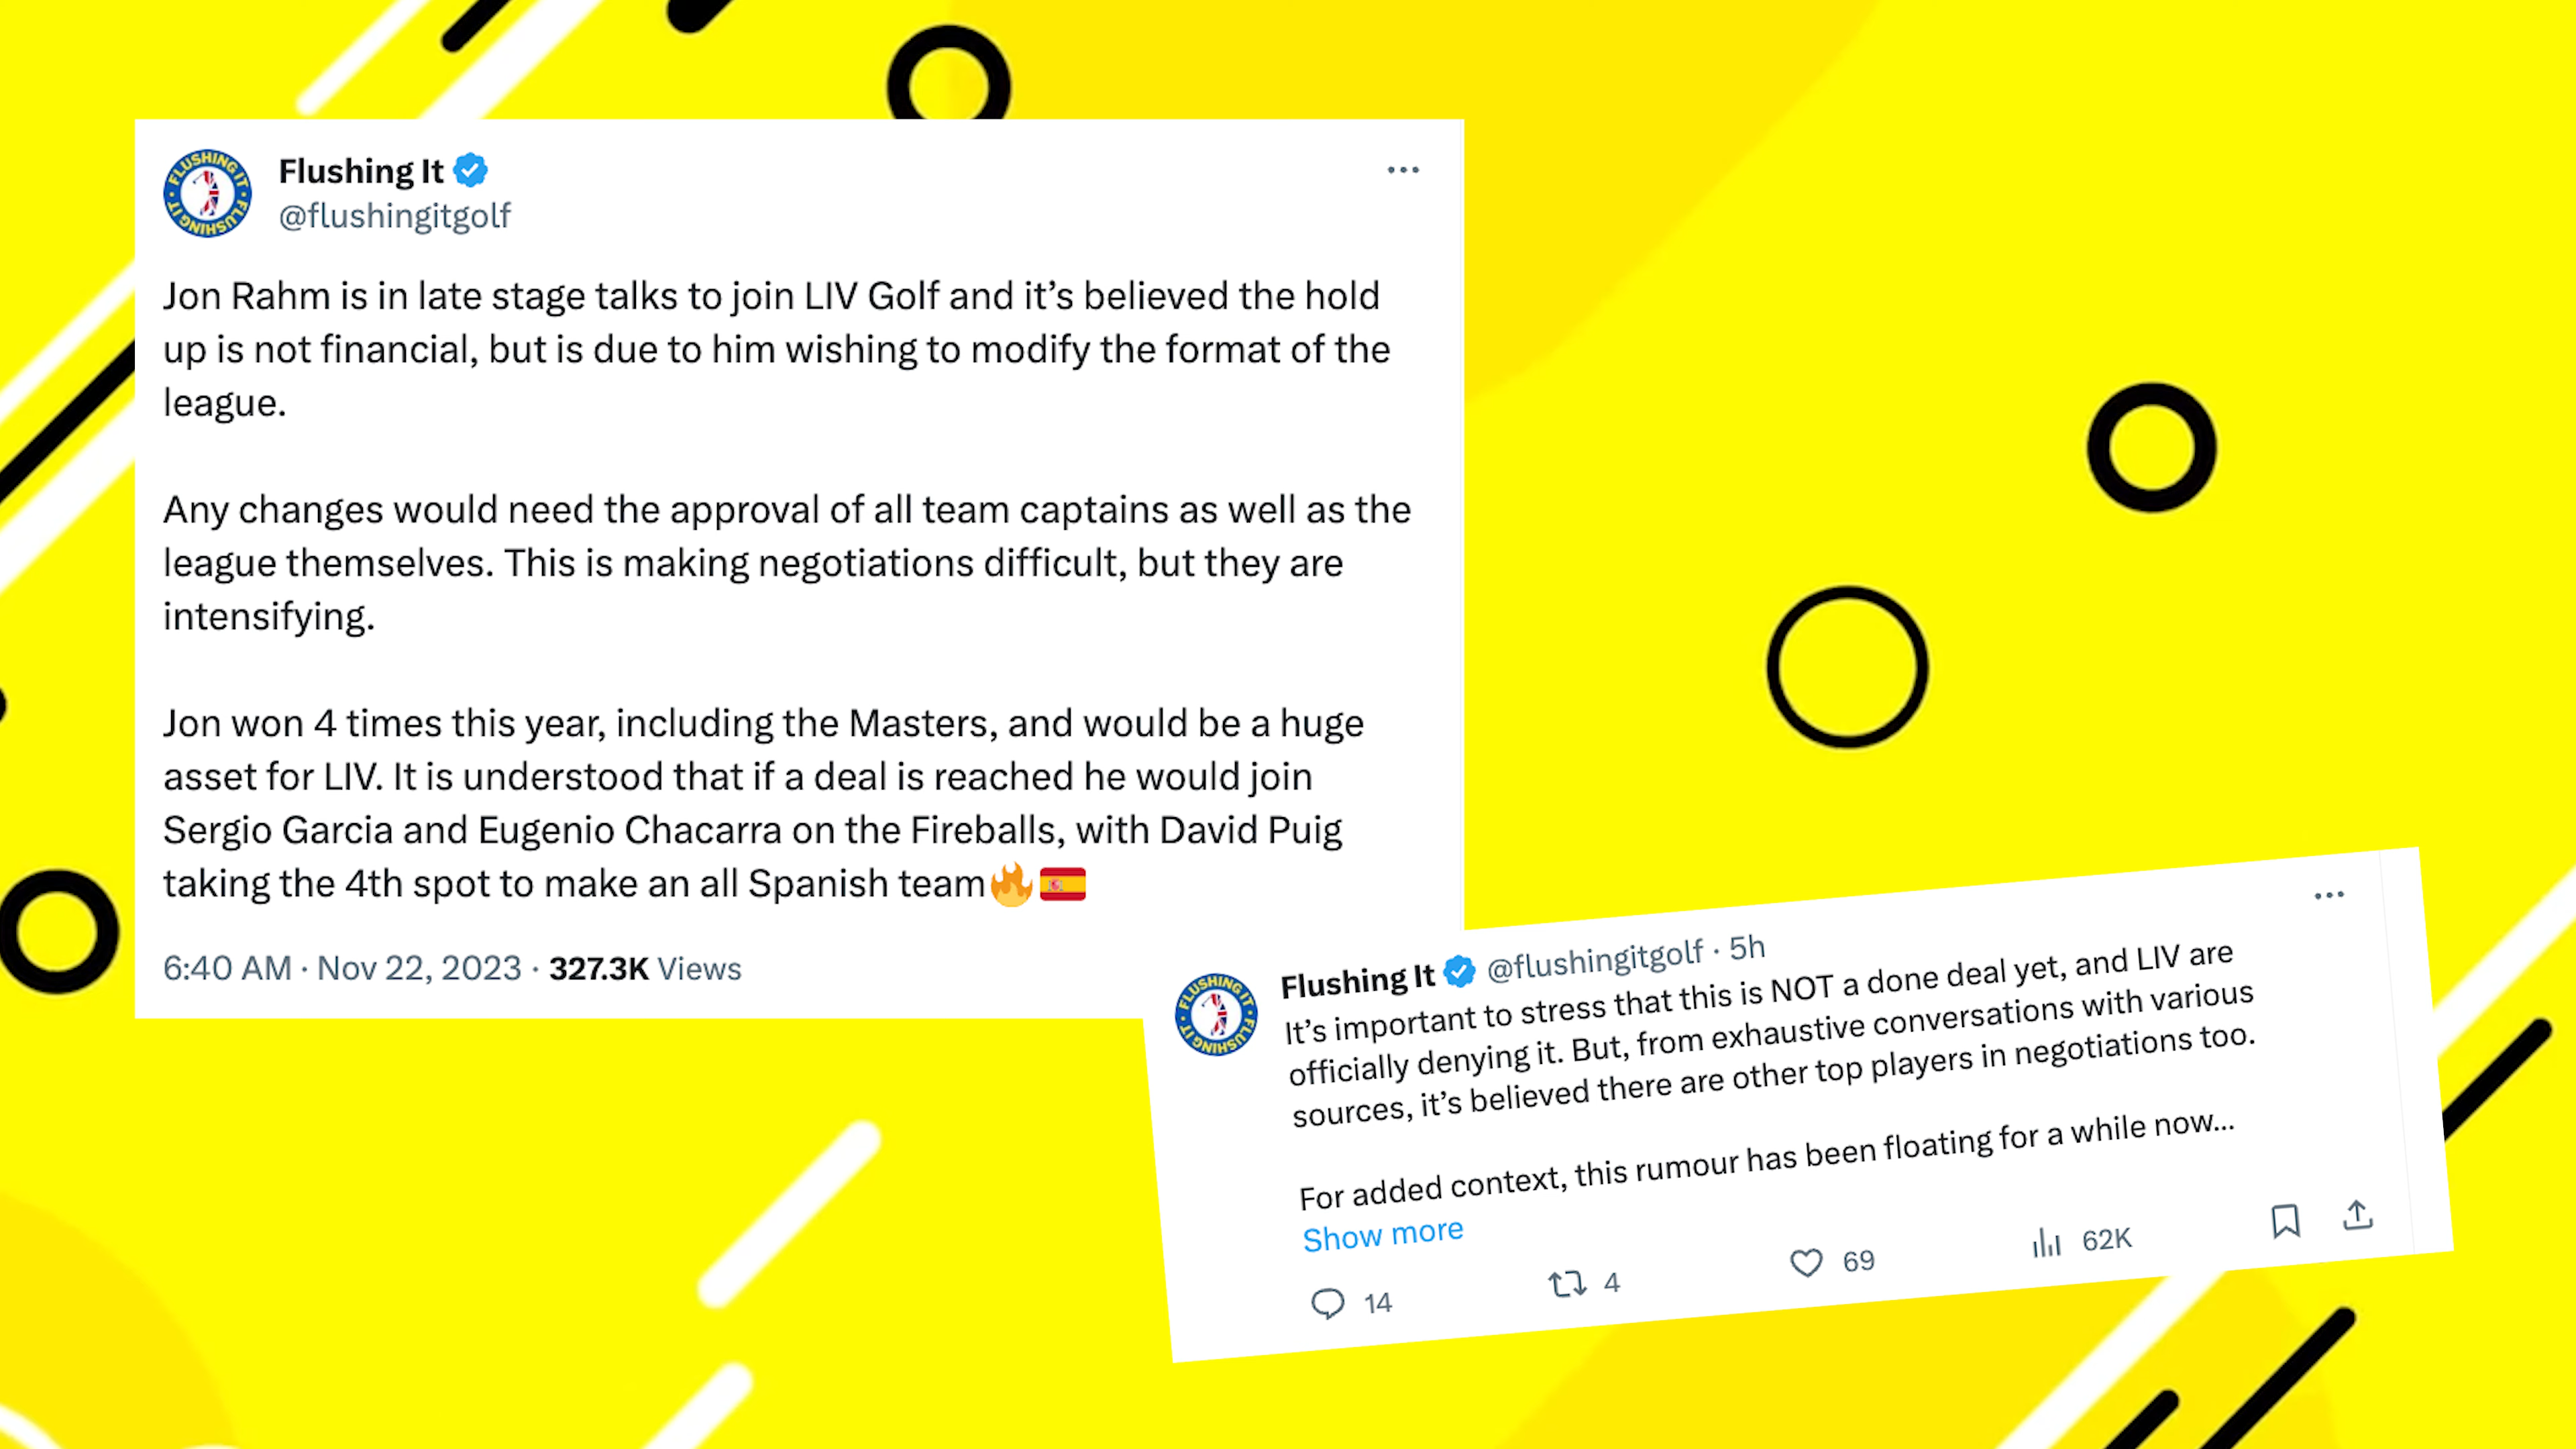 Flushing It
@flushingitgolf
Jon Rahm is in late stage talks to join LIV Golf and it’s believed the hold
up is not financial, but is due to him wishing to modify the format of the
league.
Any changes would need the approval of all team captains as well as the
league themselves. This is making negotiations difficult, but they are
intensifying.
Jon won 4 times this year, including the Masters, and would be a huge
asset for LIV. It is understood that if a deal is reached he would join
Sergio Garcia and Eugenio Chacarra on the Fireballs, with David Puig
taking the 4th spot to make an all Spanish team🔥🇪🇸
6:40 AM · Nov 22, 2023 · 327.3K Views
FLUSHING IT · FLUSHING IT ·
Flushing It @flushingitgolf · 5h
It’s important to stress that this is NOT a done deal yet, and LIV are
officially denying it. But, from exhaustive conversations with various
sources, it’s believed there are other top players in negotiations too.
For added context, this rumour has been floating for a while now...
Show more
14 4 69 62K
FLUSHING IT · FLUSHING IT ·